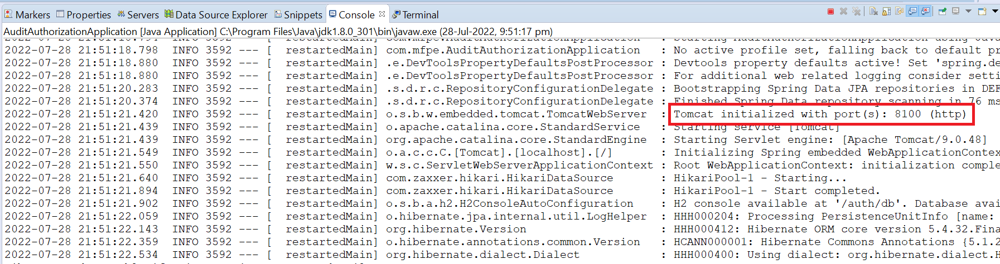 Markers Properties Servers Data Source Explorer Snippets Console Terminal
AuditAuthorizationApplication [Java Application] C:\Program Files\Java\jdk1.8.0_301\bin\javaw.exe (28-Jul-2022, 9:51:17 pm)
2022-07-28 21:51:18.798  INFO 3592 --- [  restartedMain] com.mfpe.AuditAuthorizationApplication   : No active profile set, falling back to default pr
2022-07-28 21:51:18.880  INFO 3592 --- [  restartedMain] .e.DevToolsPropertyDefaultsPostProcessor : Devtools property defaults active! Set 'spring.de
2022-07-28 21:51:18.880  INFO 3592 --- [  restartedMain] .e.DevToolsPropertyDefaultsPostProcessor : For additional web related logging consider setti
2022-07-28 21:51:20.283  INFO 3592 --- [  restartedMain] .s.d.r.c.RepositoryConfigurationDelegate : Bootstrapping Spring Data JPA repositories in DEF
2022-07-28 21:51:20.374  INFO 3592 --- [  restartedMain] .s.d.r.c.RepositoryConfigurationDelegate : Finished Spring Data repository scanning in 76 ms
2022-07-28 21:51:21.420  INFO 3592 --- [  restartedMain] o.s.b.w.embedded.tomcat.TomcatWebServer  : Tomcat initialized with port(s): 8100 (http)
2022-07-28 21:51:21.439  INFO 3592 --- [  restartedMain] o.apache.catalina.core.StandardService   : Starting service [Tomcat]
2022-07-28 21:51:21.439  INFO 3592 --- [  restartedMain] org.apache.catalina.core.StandardEngine  : Starting Servlet engine: [Apache Tomcat/9.0.48]
2022-07-28 21:51:21.549  INFO 3592 --- [  restartedMain] o.a.c.c.C.[Tomcat].[localhost].[/]       : Initializing Spring embedded WebApplicationContex
2022-07-28 21:51:21.550  INFO 3592 --- [  restartedMain] w.s.c.ServletWebServerApplicationContext : Root WebApplicationContext: initialization comple
2022-07-28 21:51:21.640  INFO 3592 --- [  restartedMain] com.zaxxer.hikari.HikariDataSource       : HikariPool-1 - Starting...
2022-07-28 21:51:21.894  INFO 3592 --- [  restartedMain] com.zaxxer.hikari.HikariDataSource       : HikariPool-1 - Start completed.
2022-07-28 21:51:21.902  INFO 3592 --- [  restartedMain] o.s.b.a.h2.H2ConsoleAutoConfiguration    : H2 console available at '/auth/db'. Database avai
2022-07-28 21:51:22.059  INFO 3592 --- [  restartedMain] o.hibernate.jpa.internal.util.LogHelper  : HHH000204: Processing PersistenceUnitInfo [name:
2022-07-28 21:51:22.143  INFO 3592 --- [  restartedMain] org.hibernate.Version                    : HHH000412: Hibernate ORM core version 5.4.32.Fina
2022-07-28 21:51:22.359  INFO 3592 --- [  restartedMain] o.hibernate.annotations.common.Version   : HCANN000001: Hibernate Commons Annotations {5.1.2
2022-07-28 21:51:22.534  INFO 3592 --- [  restartedMain] org.hibernate.dialect.Dialect            : HHH000400: Using dialect: org.hibernate.dialect.H